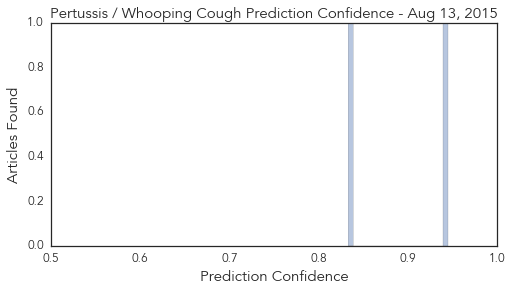 Pertussis / Whooping Cough Prediction Confidence - Aug 13, 2015
1.0
0.8
0.6
0.4
0.2
0.0
Articles Found
0.5 0.6 0.7 0.8 0.9 1.0
Prediction Confidence